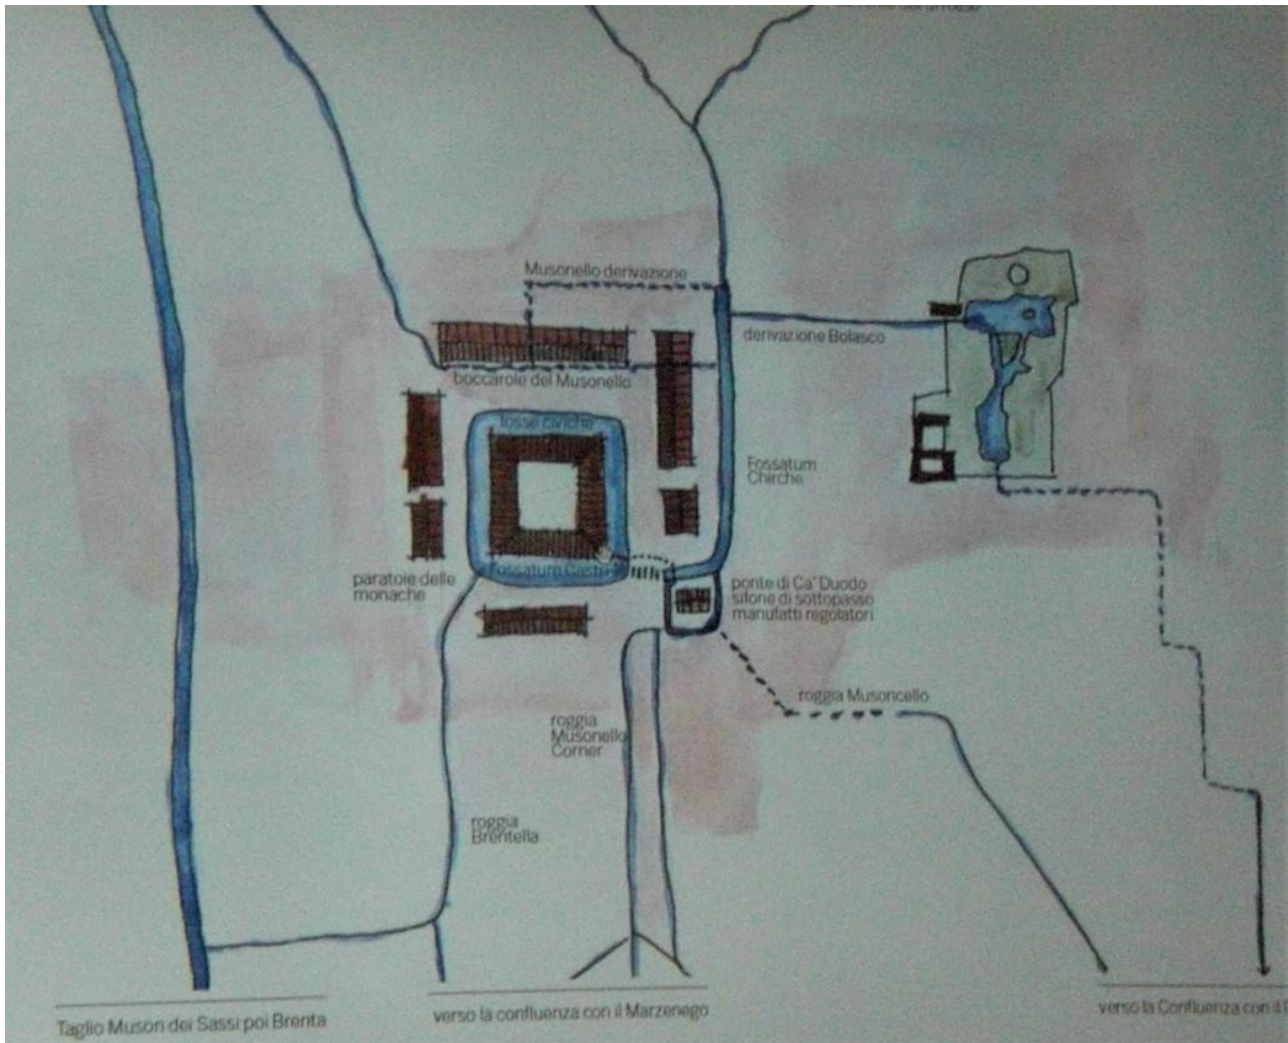 Musonello derivazione
derivazione Bolasco
boccarole del Musonello
fosse civiche
Fossatum
Chirche
Fossatum Castri
paratoie delle
monache
ponte di Ca' Duodo
sifone di sottopasso
manufatti regolatori
roggia Musoncello
roggia
Musonello
Corner
roggia
Brentella
Taglio Muson dei Sassi poi Brenta
verso la confluenza con il Marzenego
verso la Confluenza con il